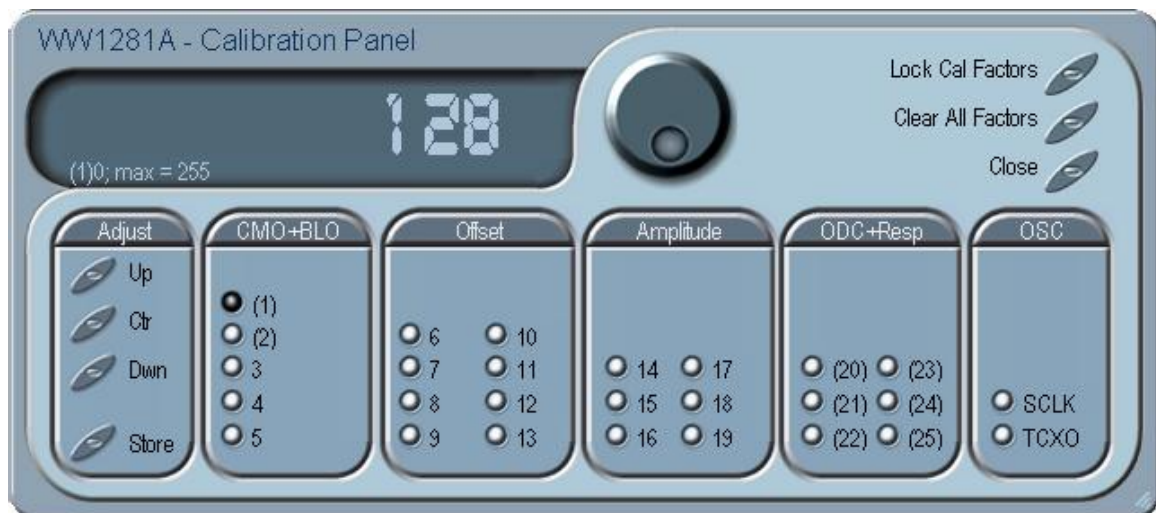 WW1281A - Calibration Panel
128
(1)0; max = 255
Lock Cal Factors
Clear All Factors
Close
Adjust
Up
Ctr
Dwn
Store
CMO+BLO
(1)
(2)
3
4
5
Offset
6 10
7 11
8 12
9 13
Amplitude
14 17
15 18
16 19
ODC+Resp
(20) (23)
(21) (24)
(22) (25)
OSC
SCLK
TCXO